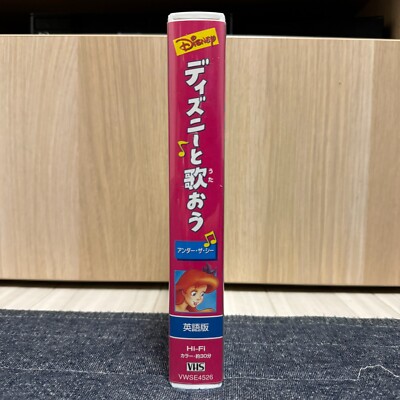 Disney
ディズニーと歌おう
うた
アンダー・ザ・シー
英語版
Hi-Fi
カラー・約30分
VHS
VWSE4526